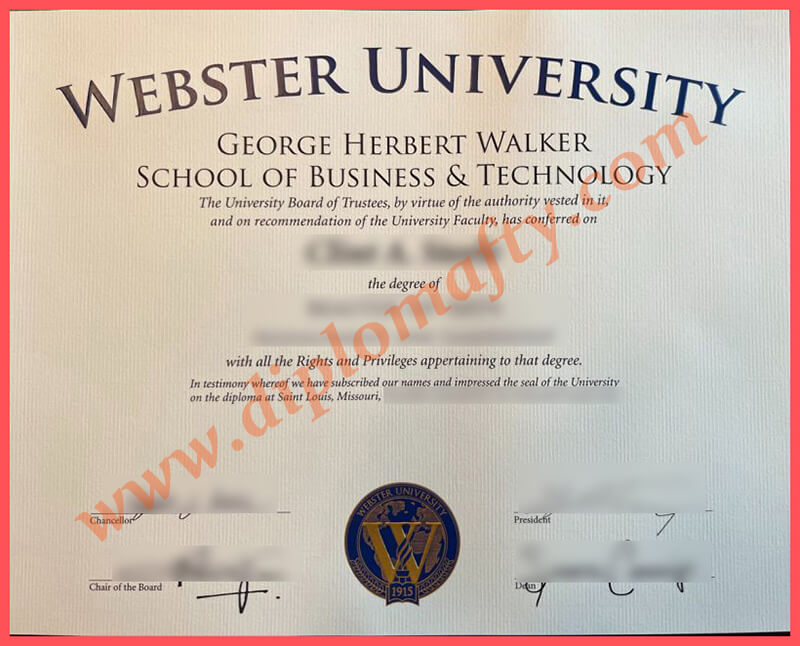 WEBSTER UNIVERSITY
GEORGE HERBERT WALKER
SCHOOL OF BUSINESS & TECHNOLOGY
The University Board of Trustees, by virtue of the authority vested in it,
and on recommendation of the University Faculty, has conferred on
the degree of
with all the Rights and Privileges appertaining to that degree.
In testimony whereof we have subscribed our names and impressed the seal of the University
on the diploma at Saint Louis, Missouri,
www.diplomafty.com
Chancellor
President
Chair of the Board
Dean
WEBSTER UNIVERSITY
W
1915